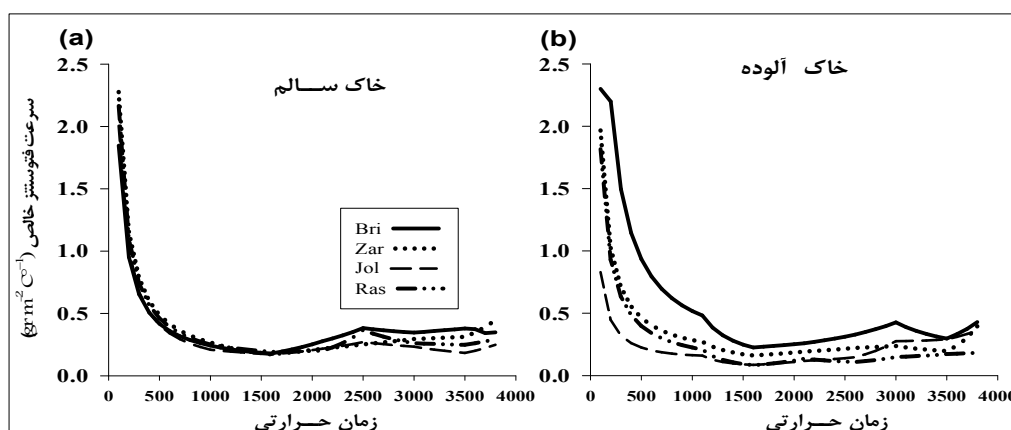 (a)
خاک ســالم
سرعت فتوسنتز خالص (gr m⁻² C°⁻¹)
2.5
2.0
1.5
1.0
0.5
0.0
Bri
Zar
Jol
Ras
0 500 1000 1500 2000 2500 3000 3500 4000
زمان حــرارتی
(b)
خاک آلوده
2.5
2.0
1.5
1.0
0.5
0.0
0 500 1000 1500 2000 2500 3000 3500 4000
زمان حــرارتی